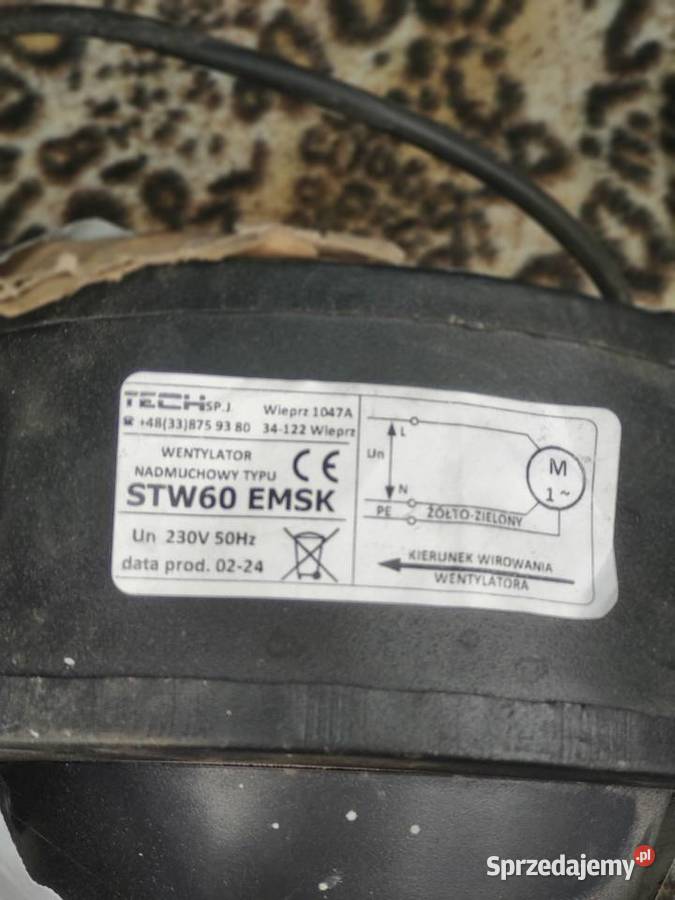 TECH SP.J. Wieprz 1047A
☎ +48(33)875 93 80 34-122 Wieprz
WENTYLATOR
NADMUCHOWY TYPU
CE
STW60 EMSK
Un 230V 50Hz
data prod. 02-24
L
Un
N
PE
ŻÓŁTO-ZIELONY
M
1~
KIERUNEK WIROWANIA
WENTYLATORA
Sprzedajemy.pl